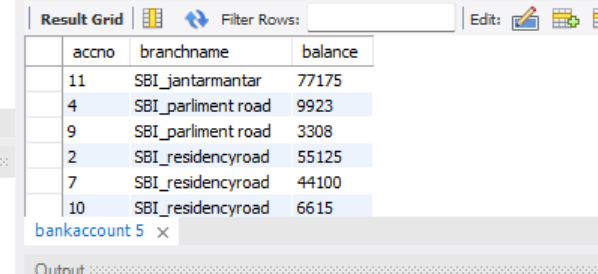 Result Grid Filter Rows: Edit:
accno branchname balance
11 SBI_jantarmantar 77175
4 SBI_parliment road 9923
9 SBI_parliment road 3308
2 SBI_residencyroad 55125
7 SBI_residencyroad 44100
10 SBI_residencyroad 6615
bankaccount 5 ×
Output